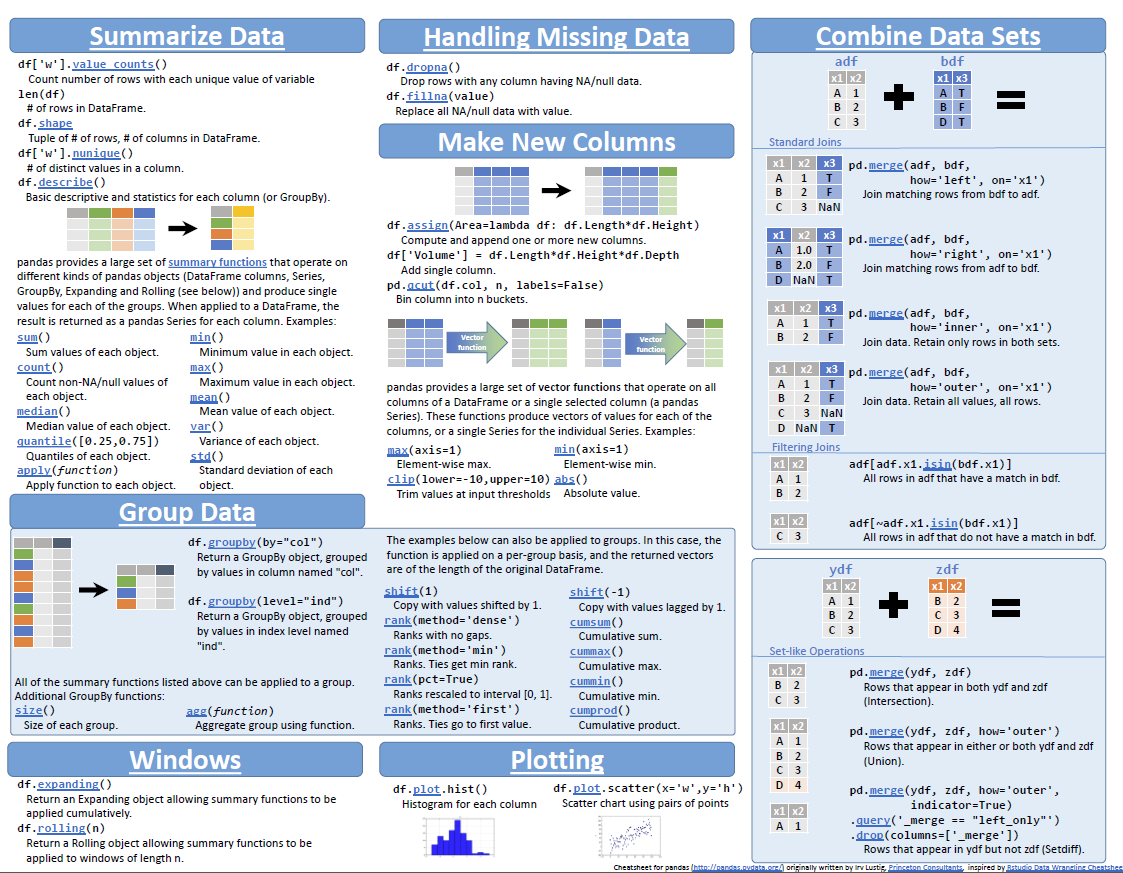 Summarize Data
df['w'].value_counts()
Count number of rows with each unique value of variable
len(df)
# of rows in DataFrame.
df.shape
Tuple of # of rows, # of columns in DataFrame.
df['w'].nunique()
# of distinct values in a column.
df.describe()
Basic descriptive and statistics for each column (or GroupBy).
pandas provides a large set of summary functions that operate on
different kinds of pandas objects (DataFrame columns, Series,
GroupBy, Expanding and Rolling (see below)) and produce single
values for each of the groups. When applied to a DataFrame, the
result is returned as a pandas Series for each column. Examples:
sum()
Sum values of each object.
count()
Count non-NA/null values of
each object.
median()
Median value of each object.
quantile([0.25,0.75])
Quantiles of each object.
apply(function)
Apply function to each object.
min()
Minimum value in each object.
max()
Maximum value in each object.
mean()
Mean value of each object.
var()
Variance of each object.
std()
Standard deviation of each
object.
Handling Missing Data
df.dropna()
Drop rows with any column having NA/null data.
df.fillna(value)
Replace all NA/null data with value.
Make New Columns
df.assign(Area=lambda df: df.Length*df.Height)
Compute and append one or more new columns.
df['Volume'] = df.Length*df.Height*df.Depth
Add single column.
pd.qcut(df.col, n, labels=False)
Bin column into n buckets.
Vector
function
Vector
function
pandas provides a large set of vector functions that operate on all
columns of a DataFrame or a single selected column (a pandas
Series). These functions produce vectors of values for each of the
columns, or a single Series for the individual Series. Examples:
max(axis=1)
Element-wise max.
clip(lower=-10,upper=10)
Trim values at input thresholds
min(axis=1)
Element-wise min.
abs()
Absolute value.
Group Data
df.groupby(by="col")
Return a GroupBy object, grouped
by values in column named "col".
df.groupby(level="ind")
Return a GroupBy object, grouped
by values in index level named
"ind".
All of the summary functions listed above can be applied to a group.
Additional GroupBy functions:
size()
Size of each group.
agg(function)
Aggregate group using function.
The examples below can also be applied to groups. In this case, the
function is applied on a per-group basis, and the returned vectors
are of the length of the original DataFrame.
shift(1)
Copy with values shifted by 1.
rank(method='dense')
Ranks with no gaps.
rank(method='min')
Ranks. Ties get min rank.
rank(pct=True)
Ranks rescaled to interval [0, 1].
rank(method='first')
Ranks. Ties go to first value.
shift(-1)
Copy with values lagged by 1.
cumsum()
Cumulative sum.
cummax()
Cumulative max.
cummin()
Cumulative min.
cumprod()
Cumulative product.
Windows
df.expanding()
Return an Expanding object allowing summary functions to be
applied cumulatively.
df.rolling(n)
Return a Rolling object allowing summary functions to be
applied to windows of length n.
Plotting
df.plot.hist()
Histogram for each column
df.plot.scatter(x='w',y='h')
Scatter chart using pairs of points
Combine Data Sets
adf
x1 x2
A 1
B 2
C 3
bdf
x1 x3
A T
B F
D T
Standard Joins
x1 x2 x3
A 1 T
B 2 F
C 3 NaN
pd.merge(adf, bdf,
how='left', on='x1')
Join matching rows from bdf to adf.
x1 x2 x3
A 1.0 T
B 2.0 F
D NaN T
pd.merge(adf, bdf,
how='right', on='x1')
Join matching rows from adf to bdf.
x1 x2 x3
A 1 T
B 2 F
pd.merge(adf, bdf,
how='inner', on='x1')
Join data. Retain only rows in both sets.
x1 x2 x3
A 1 T
B 2 F
C 3 NaN
D NaN T
pd.merge(adf, bdf,
how='outer', on='x1')
Join data. Retain all values, all rows.
Filtering Joins
x1 x2
A 1
B 2
adf[adf.x1.isin(bdf.x1)]
All rows in adf that have a match in bdf.
x1 x2
C 3
adf[~adf.x1.isin(bdf.x1)]
All rows in adf that do not have a match in bdf.
ydf
x1 x2
A 1
B 2
C 3
zdf
x1 x2
B 2
C 3
D 4
Set-like Operations
x1 x2
B 2
C 3
pd.merge(ydf, zdf)
Rows that appear in both ydf and zdf
(Intersection).
x1 x2
A 1
B 2
C 3
D 4
pd.merge(ydf, zdf, how='outer')
Rows that appear in either or both ydf and zdf
(Union).
x1 x2
A 1
pd.merge(ydf, zdf, how='outer',
indicator=True)
.query('_merge == "left_only"')
.drop(columns=['_merge'])
Rows that appear in ydf but not zdf (Setdiff).
Cheatsheet for pandas (http://pandas.pydata.org/) originally written by Irv Lustig, Princeton Consultants, inspired by Rstudio Data Wrangling Cheatshee